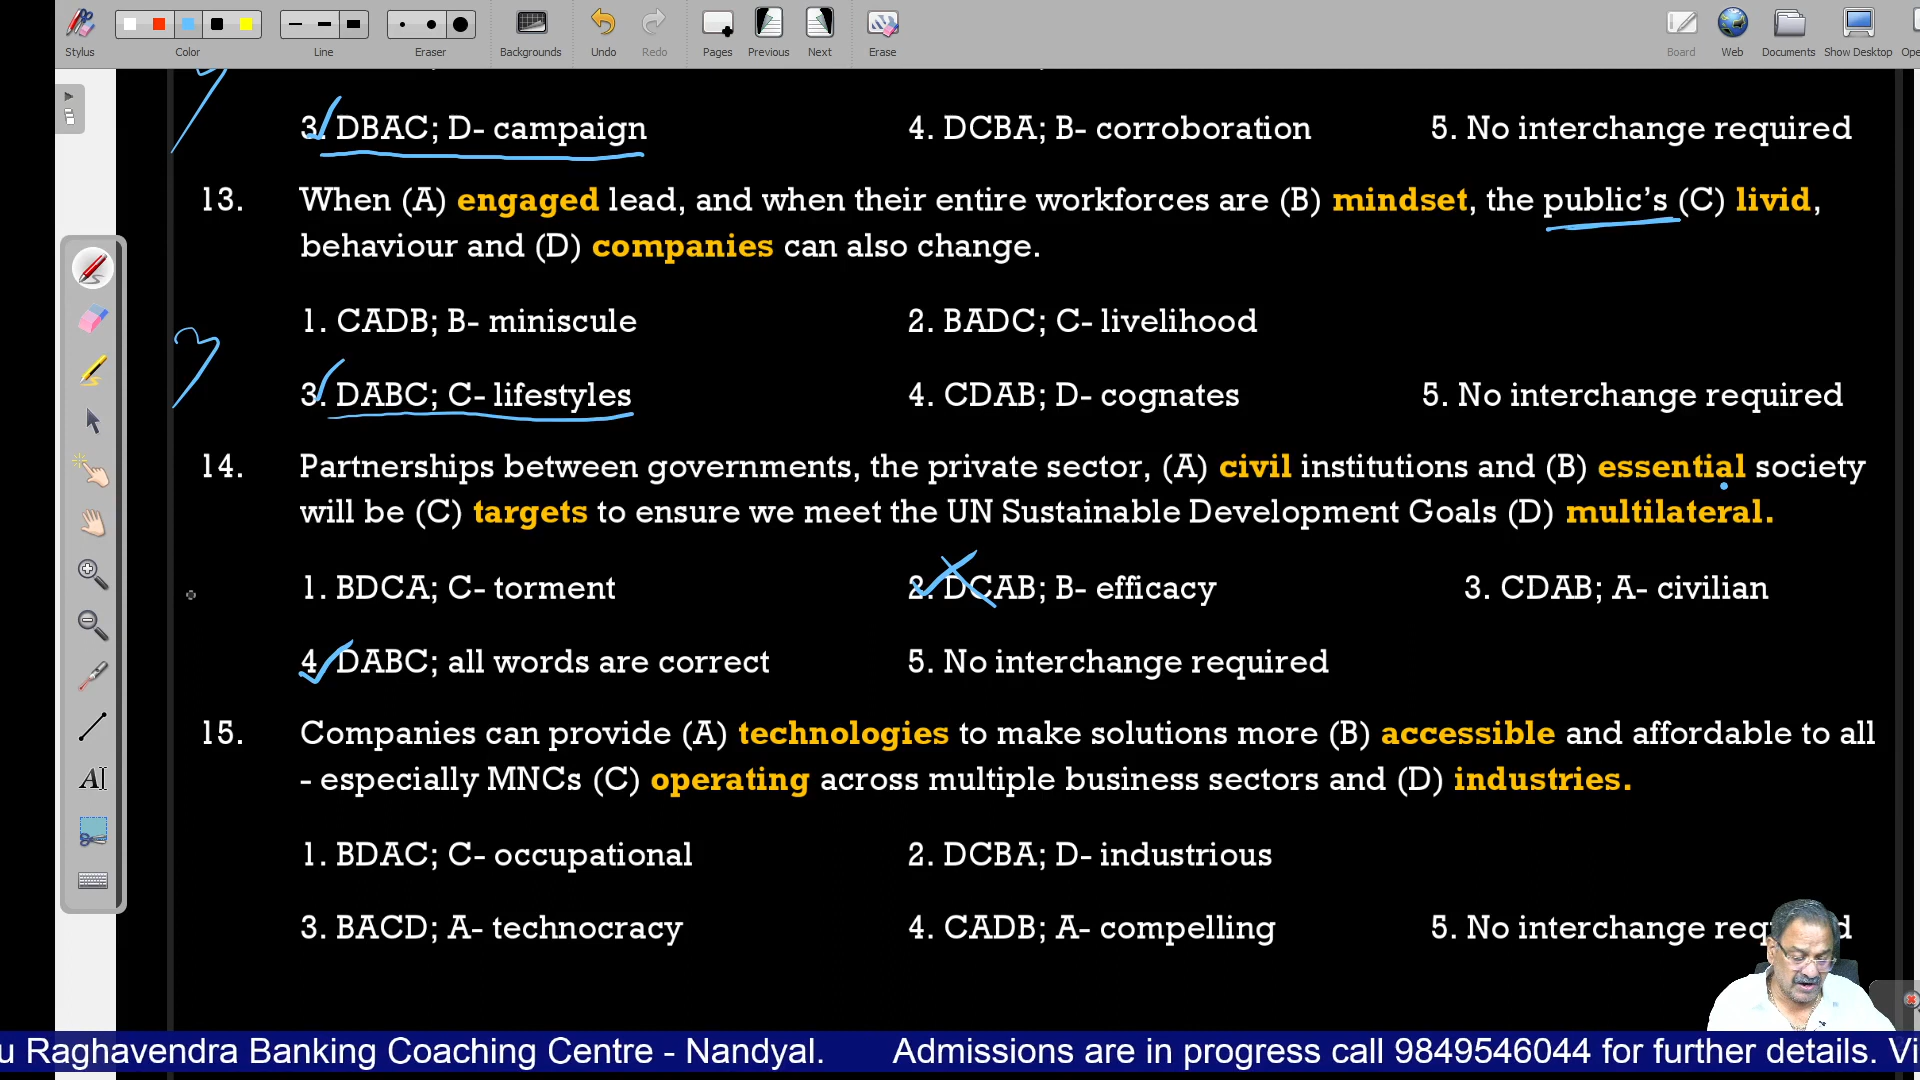 Stylus
Color
Line
Eraser
Backgrounds
Undo
Redo
Pages
Previous
Next
Erase
Board
Web
Documents
Show Desktop
3. DBAC; D- campaign
4. DCBA; B- corroboration
5. No interchange required
13. When (A) engaged lead, and when their entire workforces are (B) mindset, the public's (C) livid,
behaviour and (D) companies can also change.
1. CADB; B- miniscule
2. BADC; C- livelihood
3. DABC; C- lifestyles
4. CDAB; D- cognates
5. No interchange required
14. Partnerships between governments, the private sector, (A) civil institutions and (B) essential society
will be (C) targets to ensure we meet the UN Sustainable Development Goals (D) multilateral.
1. BDCA; C- torment
2. DCAB; B- efficacy
3. CDAB; A- civilian
4. DABC; all words are correct
5. No interchange required
15. Companies can provide (A) technologies to make solutions more (B) accessible and affordable to all
- especially MNCs (C) operating across multiple business sectors and (D) industries.
1. BDAC; C- occupational
2. DCBA; D- industrious
3. BACD; A- technocracy
4. CADB; A- compelling
5. No interchange
u Raghavendra Banking Coaching Centre - Nandyal. Admissions are in progress call 9849546044 for further details. Vi